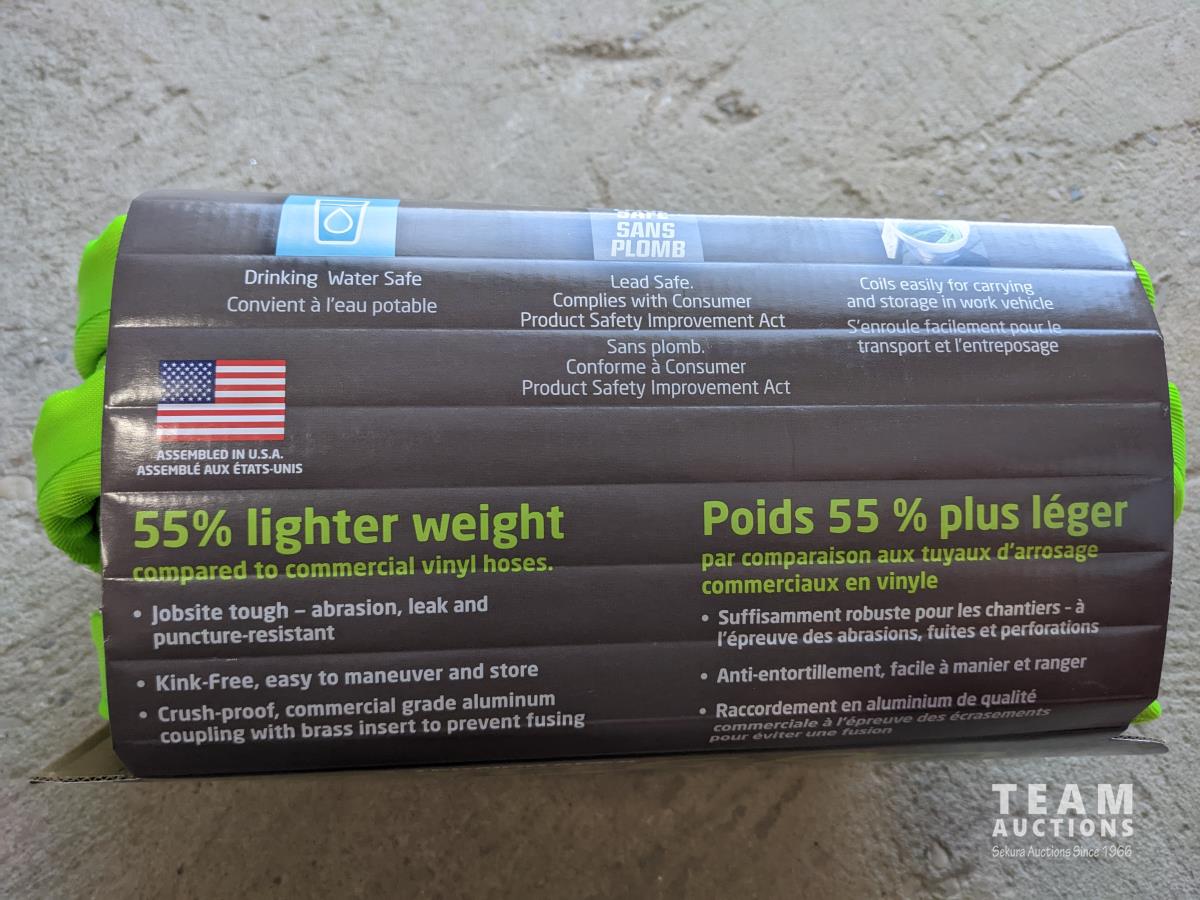 SAFE
SANS
PLOMB
Drinking Water Safe
Convient à l'eau potable
Lead Safe.
Complies with Consumer
Product Safety Improvement Act
Sans plomb.
Conforme à Consumer
Product Safety Improvement Act
Coils easily for carrying
and storage in work vehicle
S'enroule facilement pour le
transport et l'entreposage
ASSEMBLED IN U.S.A.
ASSEMBLÉ AUX ÉTATS-UNIS
55% lighter weight
compared to commercial vinyl hoses.
• Jobsite tough – abrasion, leak and
puncture-resistant
• Kink-Free, easy to maneuver and store
• Crush-proof, commercial grade aluminum
coupling with brass insert to prevent fusing
Poids 55 % plus léger
par comparaison aux tuyaux d'arrosage
commerciaux en vinyle
• Suffisamment robuste pour les chantiers – à
l'épreuve des abrasions, fuites et perforations
• Anti-entortillement, facile à manier et ranger
• Raccordement en aluminium de qualité
commerciale à l'épreuve des écrasements
pour éviter une fusion
TEAM
AUCTIONS
Sekura Auctions Since 1966